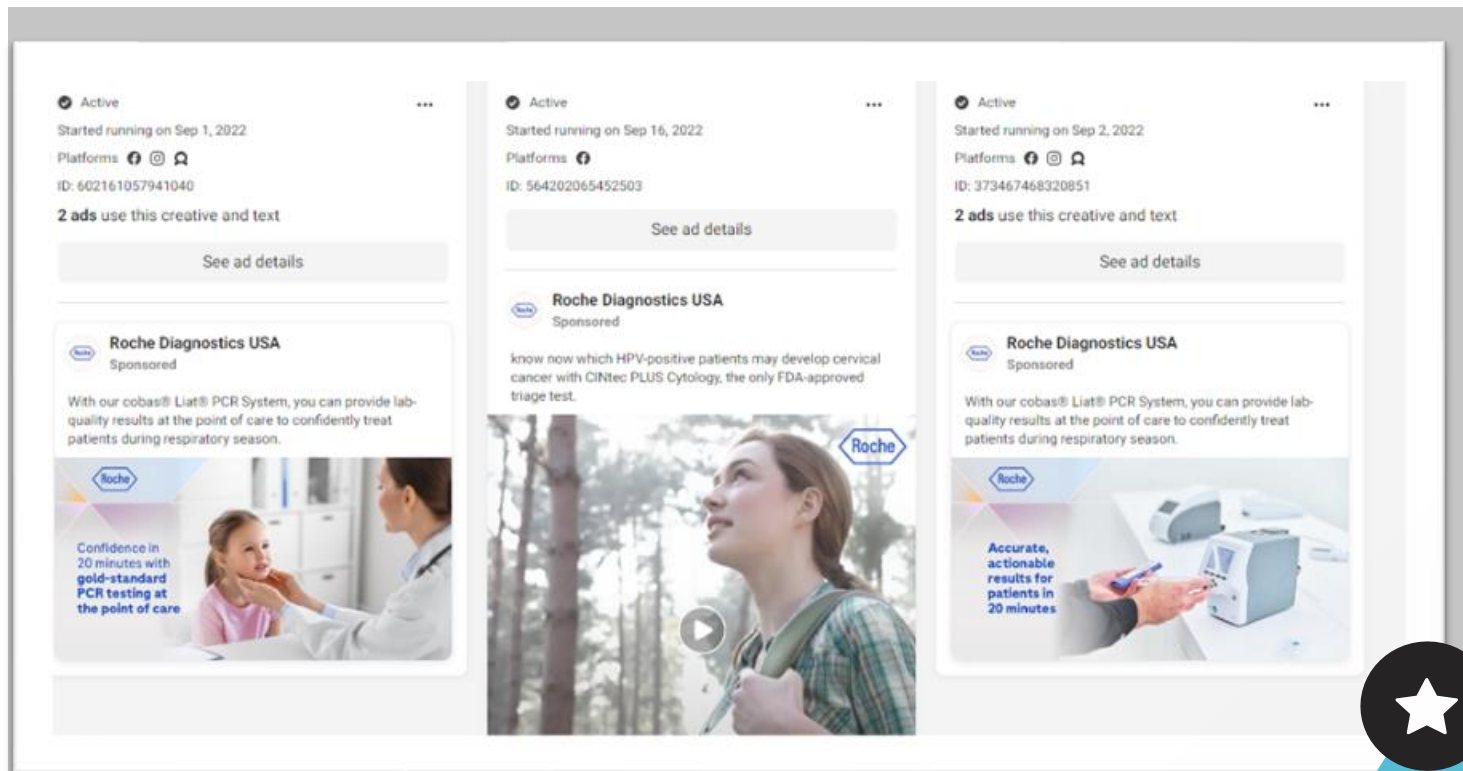 Active
Started running on Sep 1, 2022
Platforms
ID: 602161057941040
2 ads use this creative and text
See ad details
Roche
Roche Diagnostics USA
Sponsored
With our cobas® Liat® PCR System, you can provide lab-
quality results at the point of care to confidently treat
patients during respiratory season.
Roche
Confidence in
20 minutes with
gold-standard
PCR testing at
the point of care
Active
Started running on Sep 16, 2022
Platforms
ID: 564202065452503
See ad details
Roche
Roche Diagnostics USA
Sponsored
know now which HPV-positive patients may develop cervical
cancer with CINtec PLUS Cytology, the only FDA-approved
triage test.
Roche
Active
Started running on Sep 2, 2022
Platforms
ID: 373467468320851
2 ads use this creative and text
See ad details
Roche
Roche Diagnostics USA
Sponsored
With our cobas® Liat® PCR System, you can provide lab-
quality results at the point of care to confidently treat
patients during respiratory season.
Roche
Accurate,
actionable
results for
patients in
20 minutes